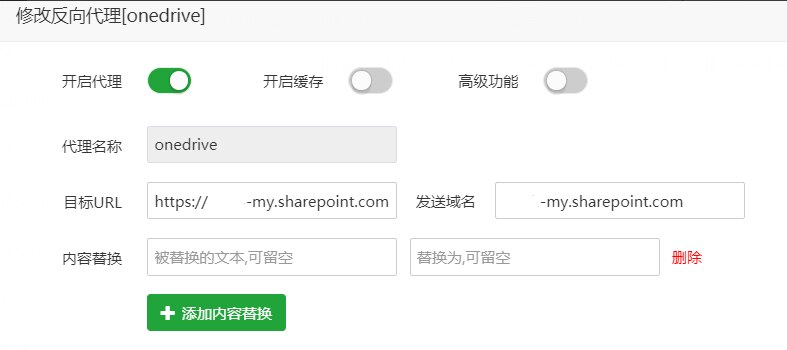 修改反向代理[onedrive]
开启代理 开启缓存 高级功能
代理名称 onedrive
目标URL https:// -my.sharepoint.com 发送域名 -my.sharepoint.com
内容替换 被替换的文本,可留空 替换为,可留空 删除
添加内容替换